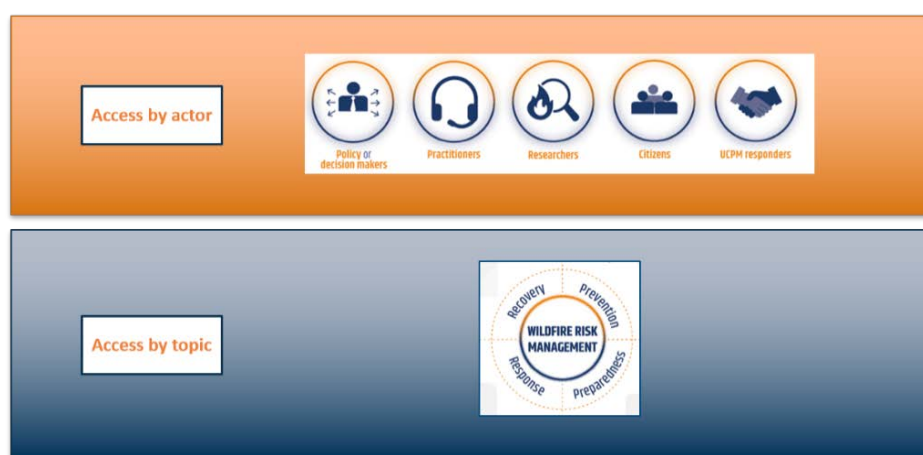 Access by actor
Policy or
decision makers
Practitioners
Researchers
Citizens
UCPM responders
Access by topic
Recovery
Prevention
WILDFIRE RISK
MANAGEMENT
Response
Preparedness